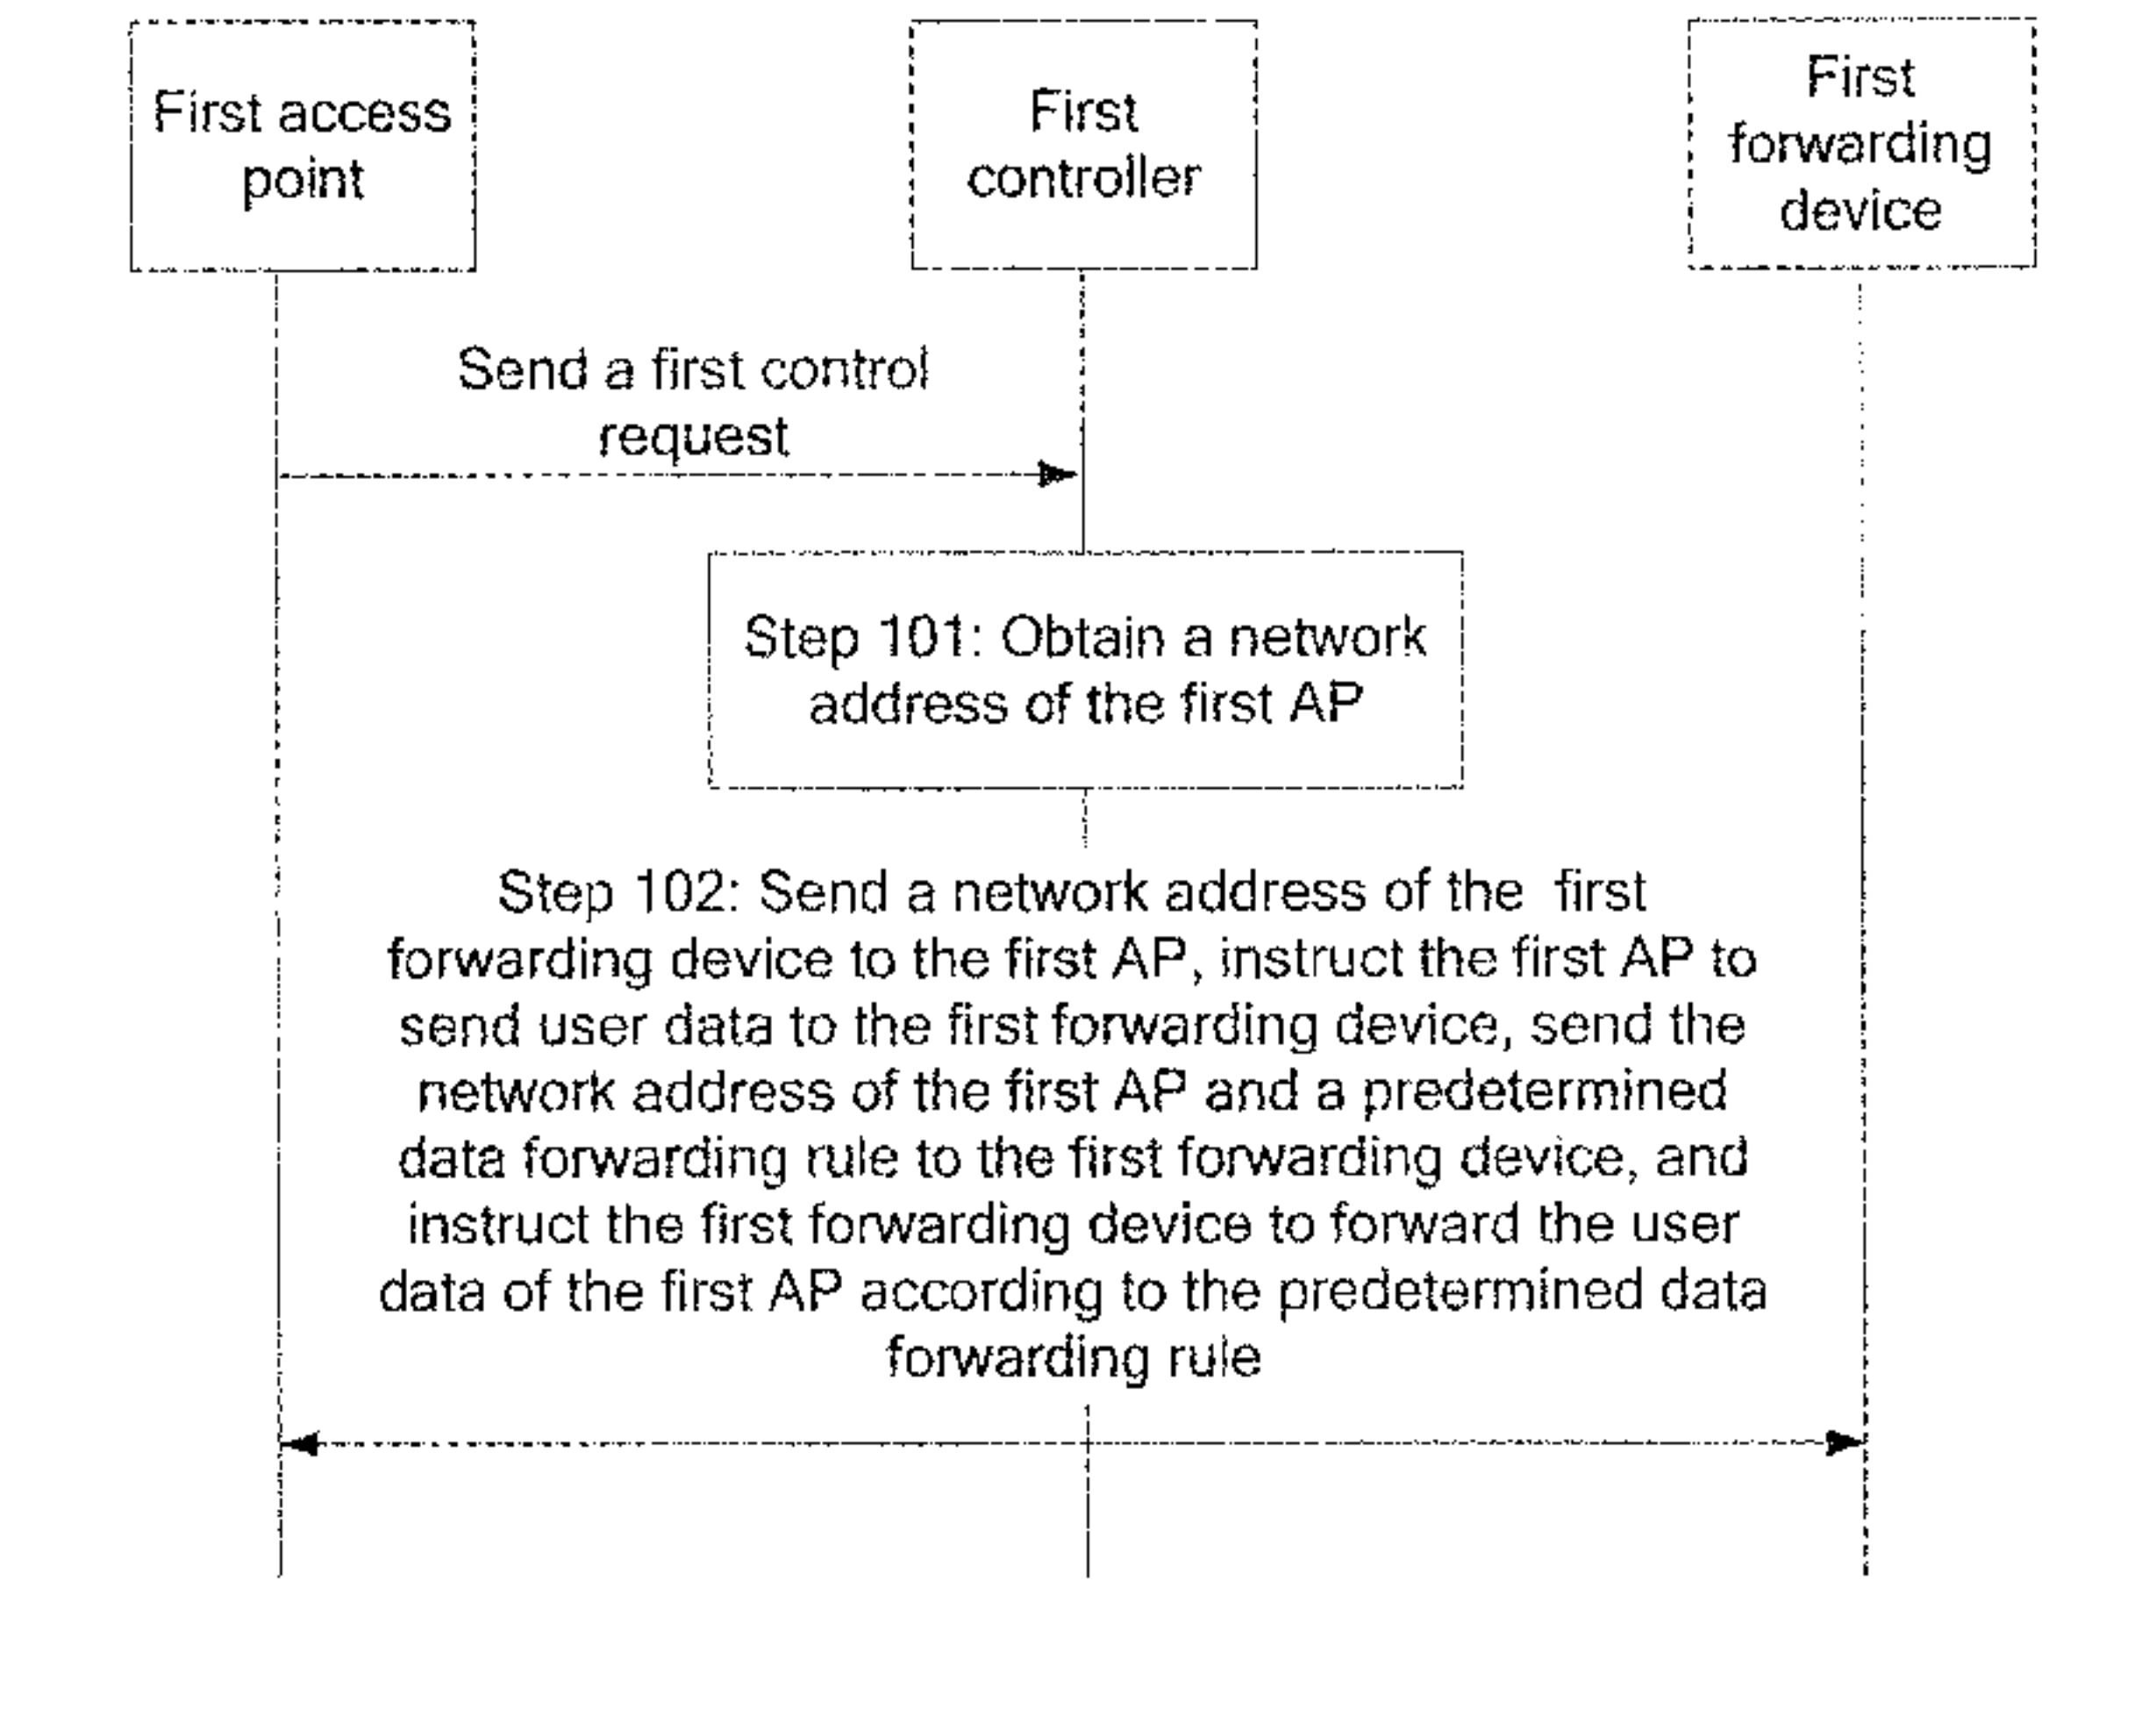 First access
point
First
controller
First
forwarding
device
Send a first control
request
Step 101: Obtain a network
address of the first AP
Step 102: Send a network address of the first
forwarding device to the first AP, instruct the first AP to
send user data to the first forwarding device, send the
network address of the first AP and a predetermined
data forwarding rule to the first forwarding device, and
instruct the first forwarding device to forward the user
data of the first AP according to the predetermined data
forwarding rule